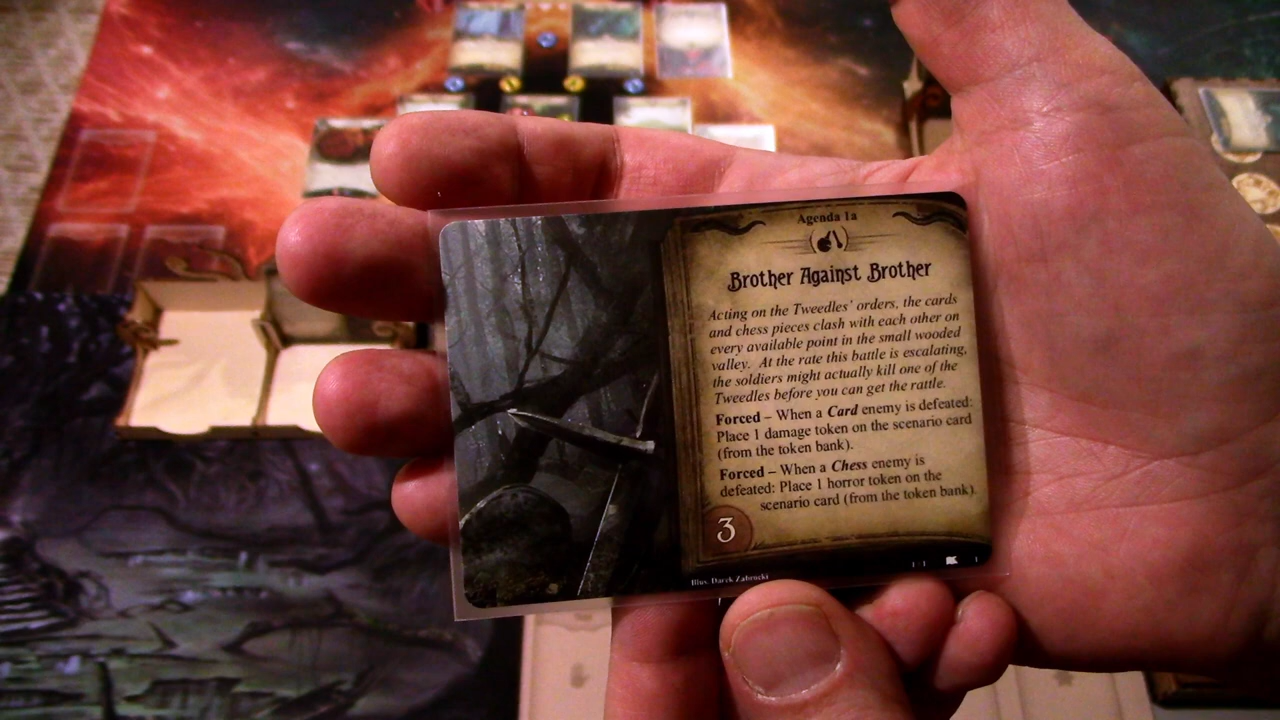 Agenda 1a
Brother Against Brother
Acting on the Tweedles' orders, the cards
and chess pieces clash with each other on
every available point in the small wooded
valley. At the rate this battle is escalating,
the soldiers might actually kill one of the
Tweedles before you can get the rattle.
Forced – When a Card enemy is defeated:
Place 1 damage token on the scenario card
(from the token bank).
Forced – When a Chess enemy is
defeated: Place 1 horror token on the
scenario card (from the token bank).
3
Illus. Darek Zabrocki